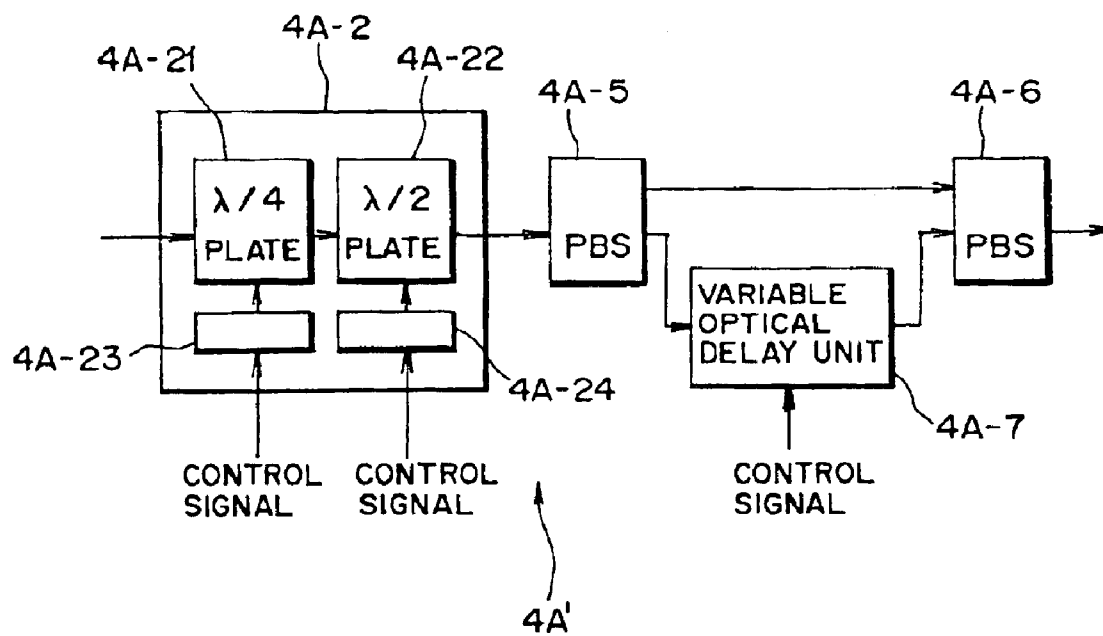 4A-2
4A-21
4A-22
4A-5
4A-6
λ/4
PLATE
λ/2
PLATE
PBS
PBS
VARIABLE
OPTICAL
DELAY UNIT
4A-23
4A-24
4A-7
CONTROL
SIGNAL
CONTROL
SIGNAL
CONTROL
SIGNAL
4A'